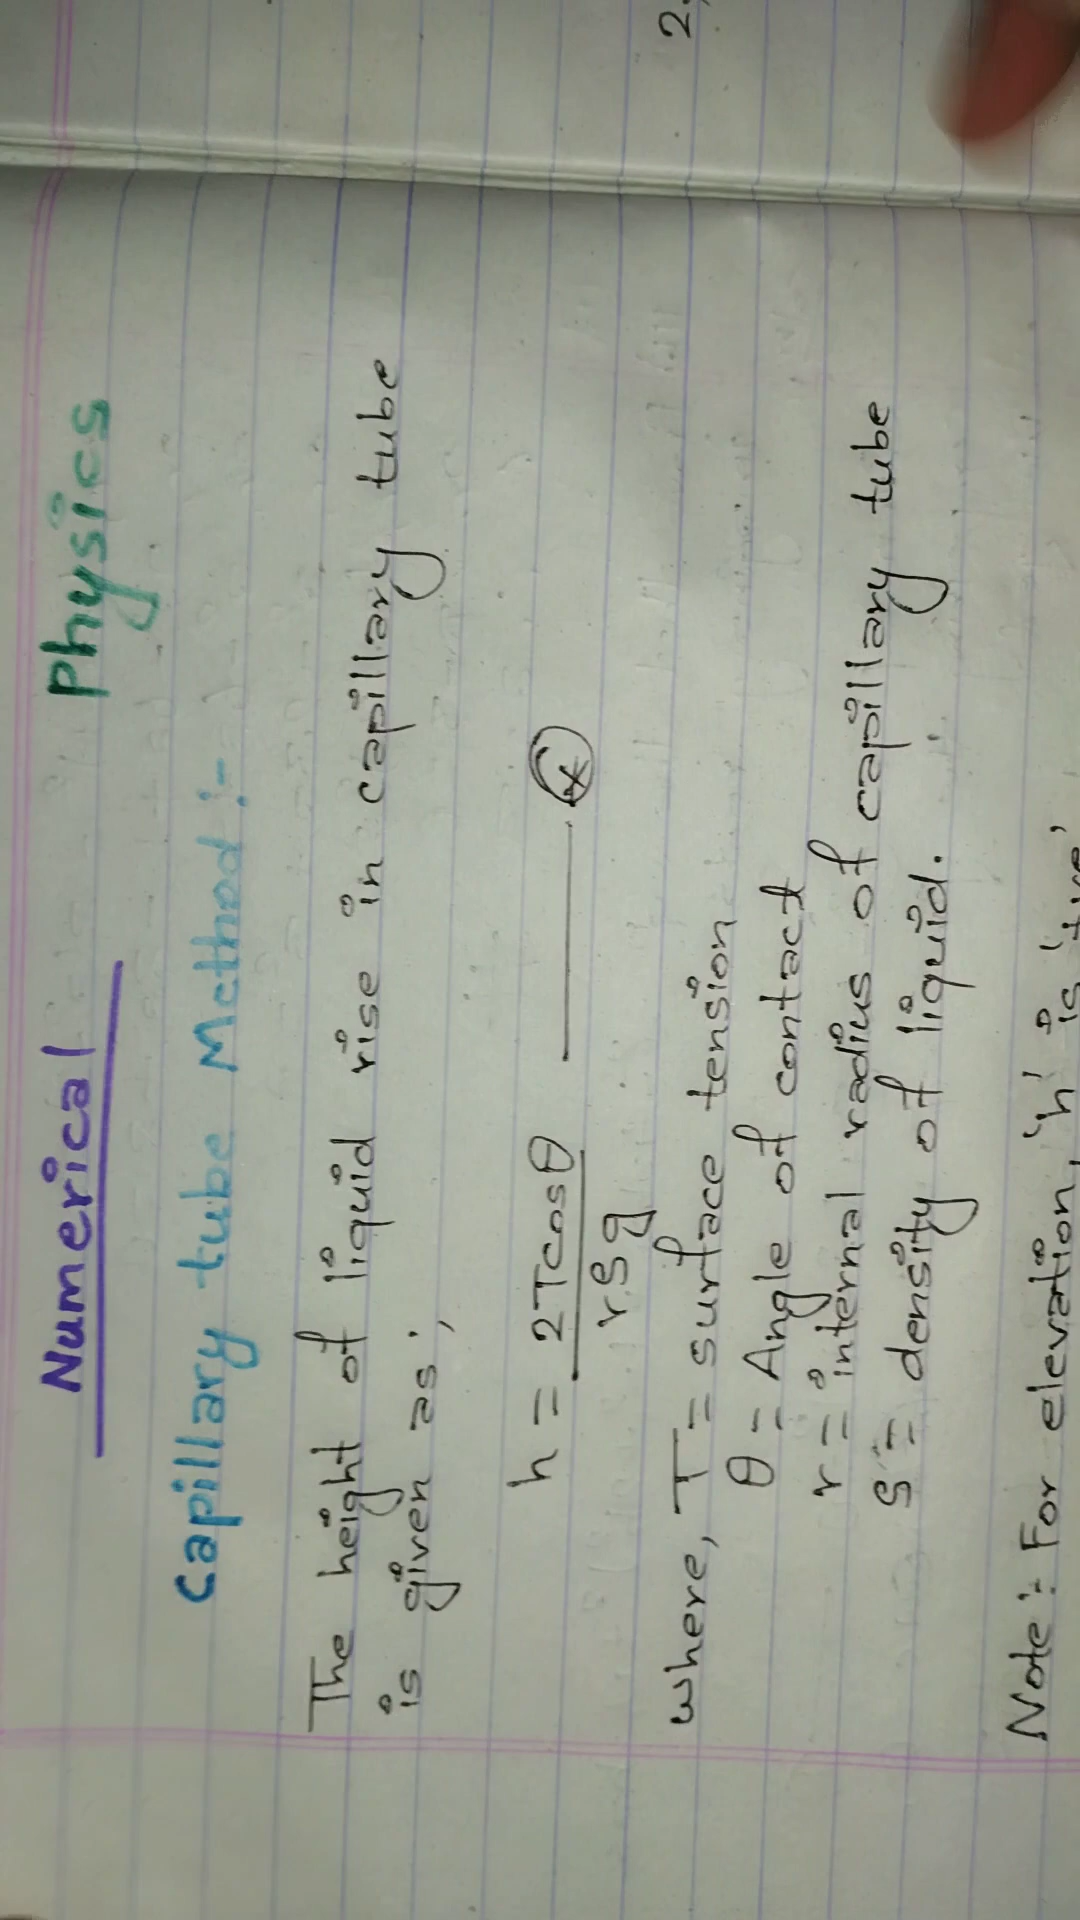 Numerical Physics
Capillary tube Method :-
The height of liquid rise in capillary tube
is given as;
h = 2Tcosθ / rρg ——— *
where, T = surface tension
θ = Angle of contact
r = internal radius of capillary tube
ρ = density of liquid.
Note: For elevation, 'h' is '+ive'
2.